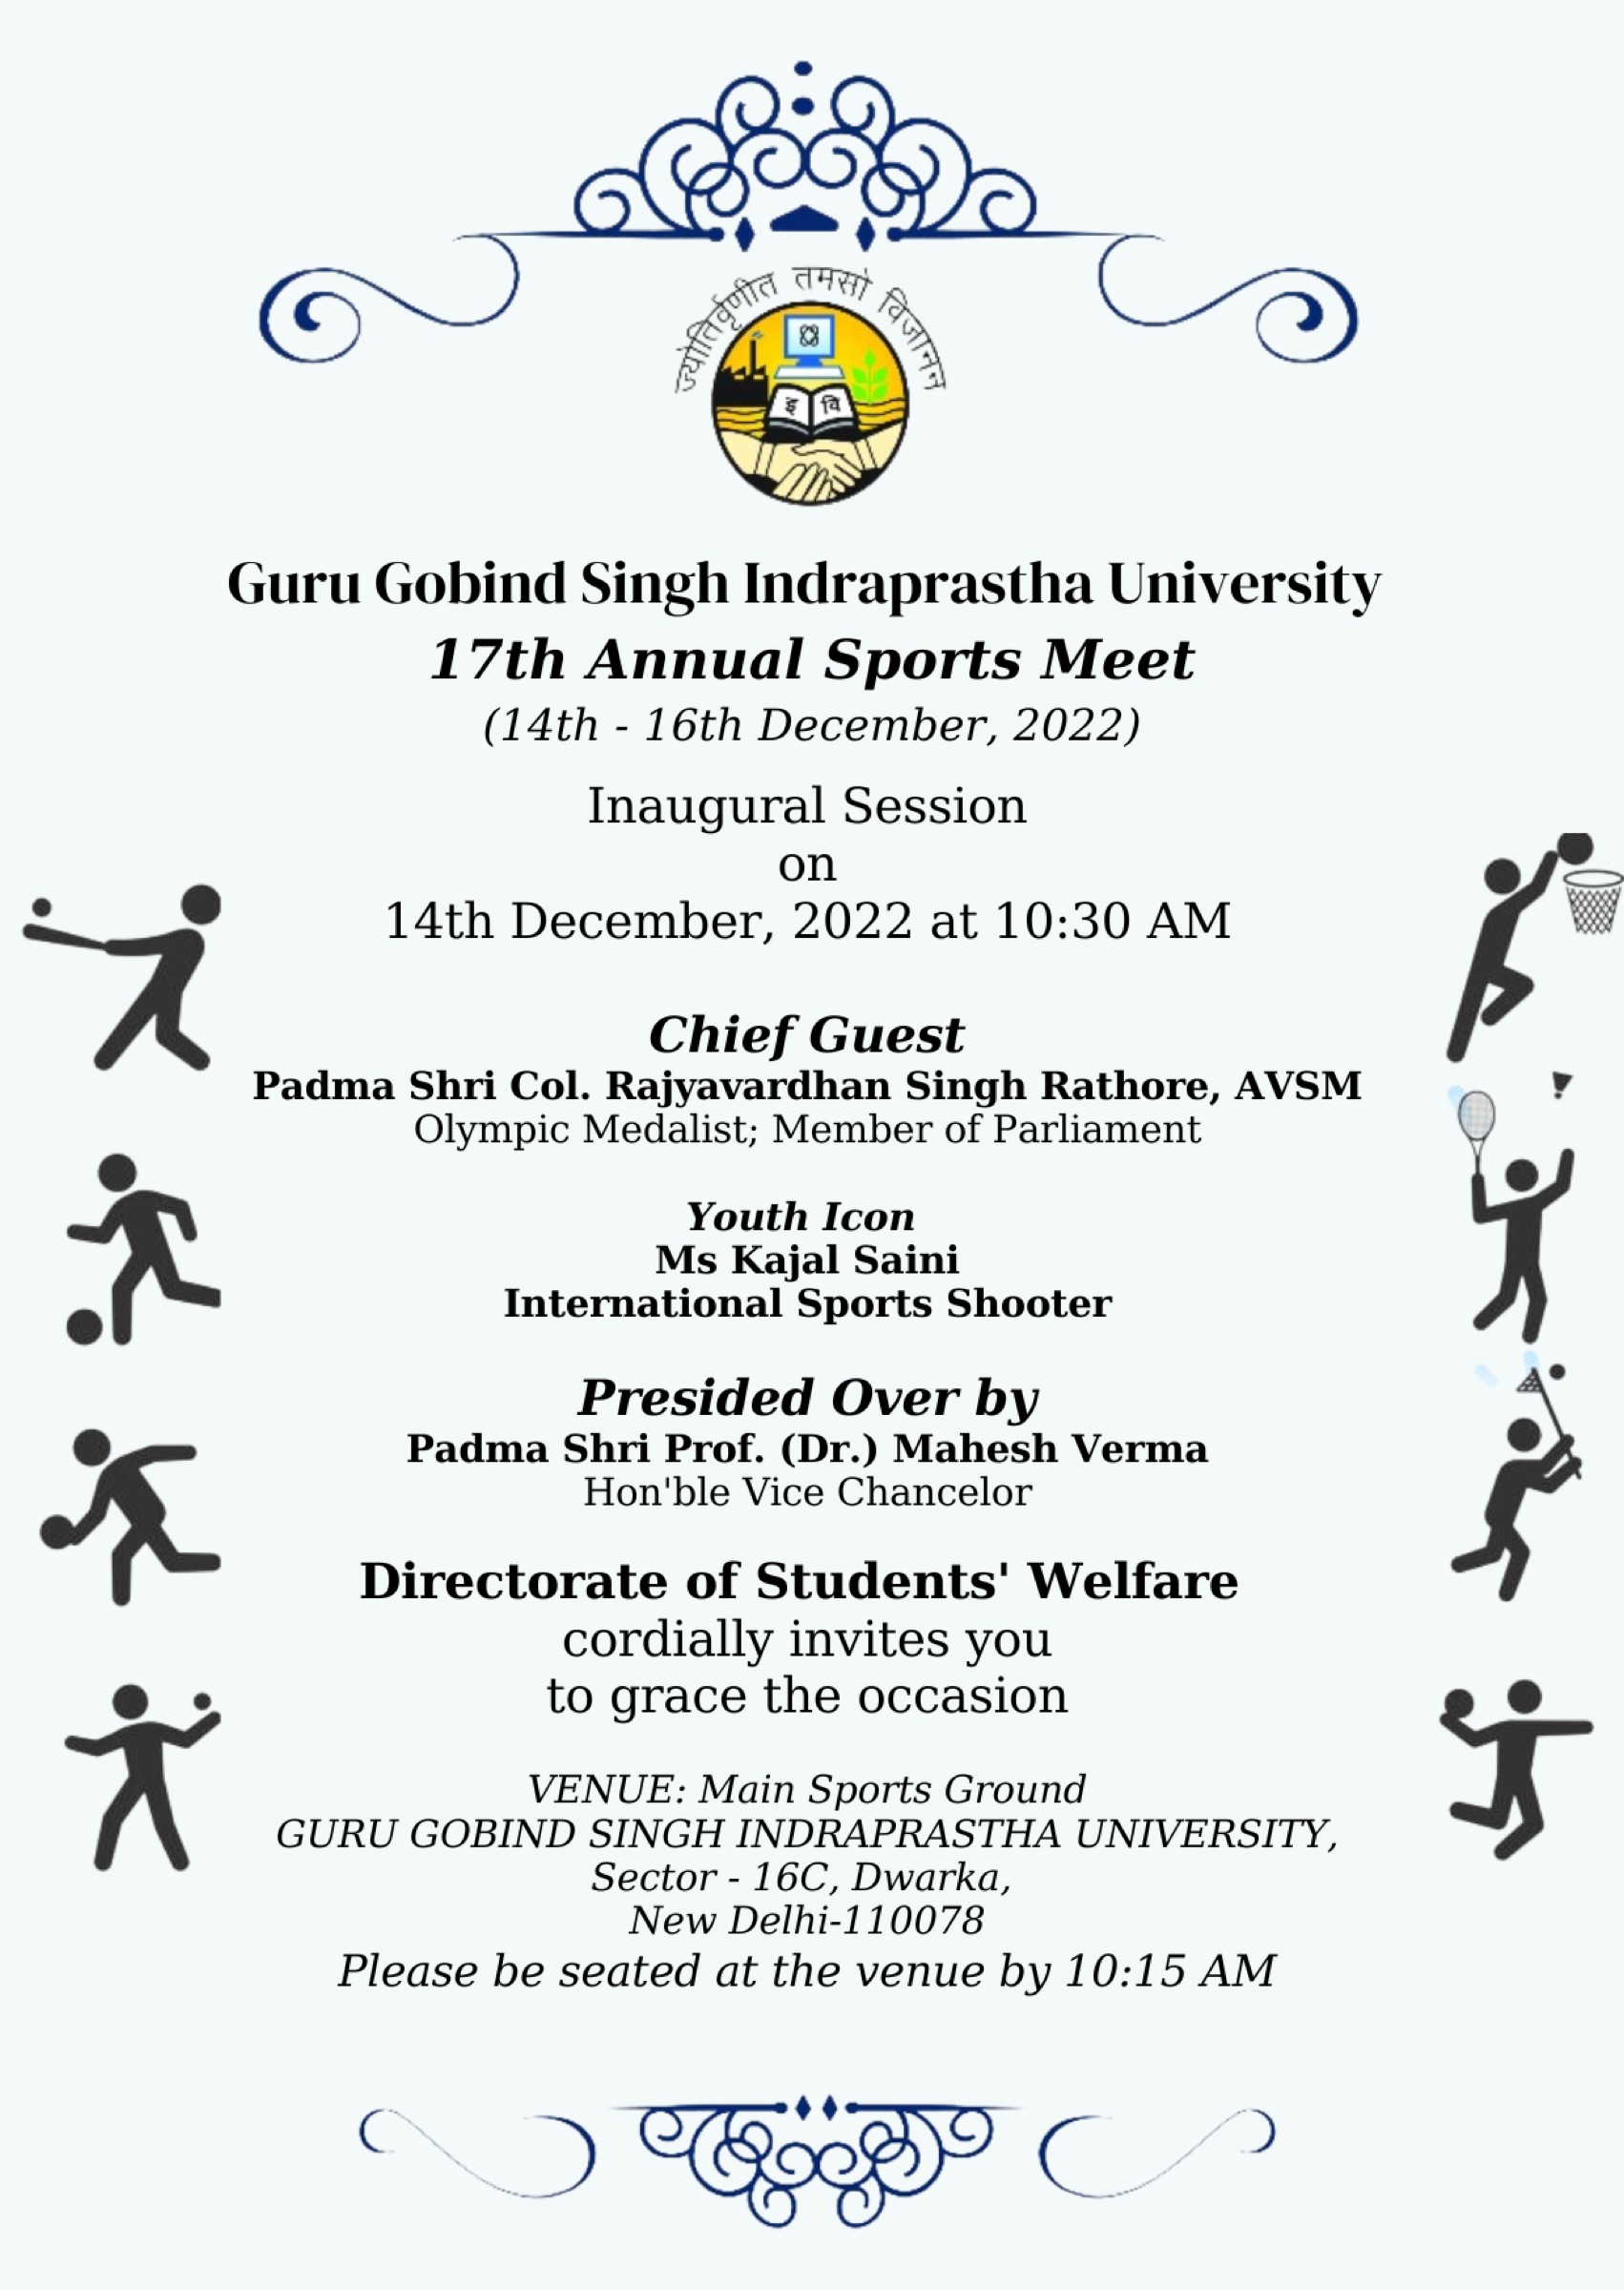 ज्योतिर्वृणीत तमसो विजानन
इ वि
Guru Gobind Singh Indraprastha University
17th Annual Sports Meet
(14th - 16th December, 2022)
Inaugural Session
on
14th December, 2022 at 10:30 AM
Chief Guest
Padma Shri Col. Rajyavardhan Singh Rathore, AVSM
Olympic Medalist; Member of Parliament
Youth Icon
Ms Kajal Saini
International Sports Shooter
Presided Over by
Padma Shri Prof. (Dr.) Mahesh Verma
Hon'ble Vice Chancelor
Directorate of Students' Welfare
cordially invites you
to grace the occasion
VENUE: Main Sports Ground
GURU GOBIND SINGH INDRAPRASTHA UNIVERSITY,
Sector - 16C, Dwarka,
New Delhi-110078
Please be seated at the venue by 10:15 AM